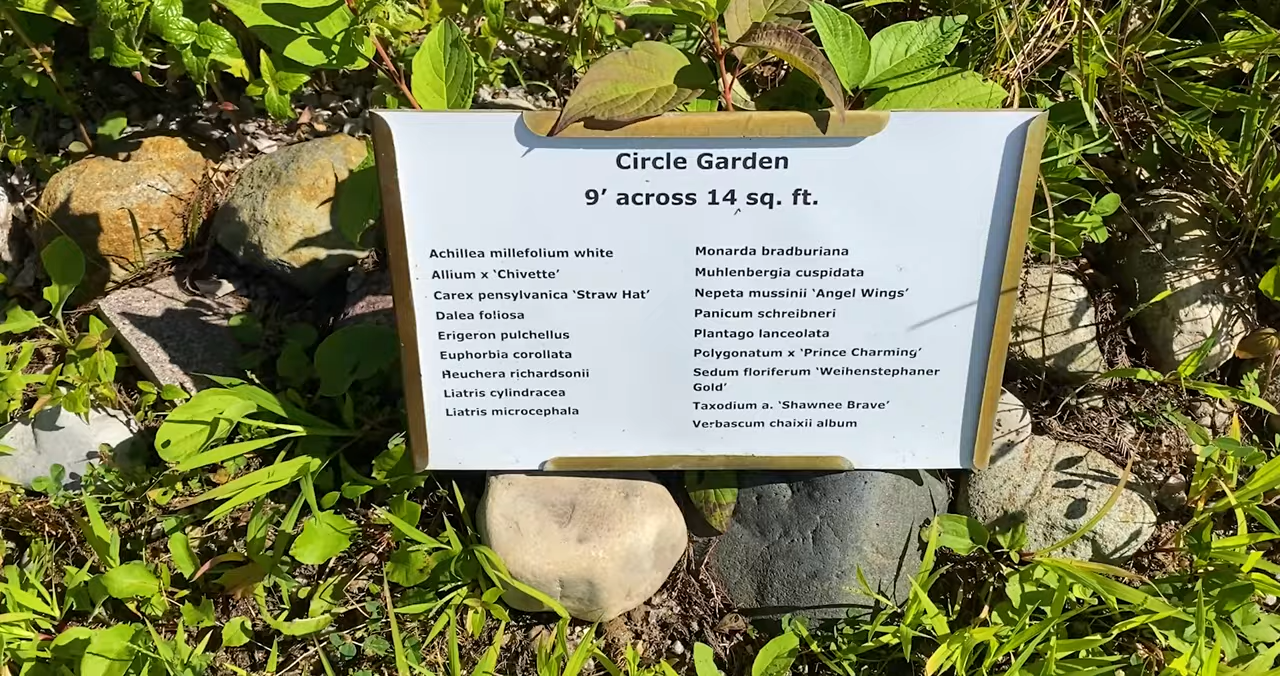 Circle Garden
9’ across 14 sq. ft.
Achillea millefolium white
Allium x ‘Chivette’
Carex pensylvanica ‘Straw Hat’
Dalea foliosa
Erigeron pulchellus
Euphorbia corollata
Heuchera richardsonii
Liatris cylindracea
Liatris microcephala
Monarda bradburiana
Muhlenbergia cuspidata
Nepeta mussinii ‘Angel Wings’
Panicum schreibneri
Plantago lanceolata
Polygonatum x ‘Prince Charming’
Sedum floriferum ‘Weihenstephaner
Gold’
Taxodium a. ‘Shawnee Brave’
Verbascum chaixii album